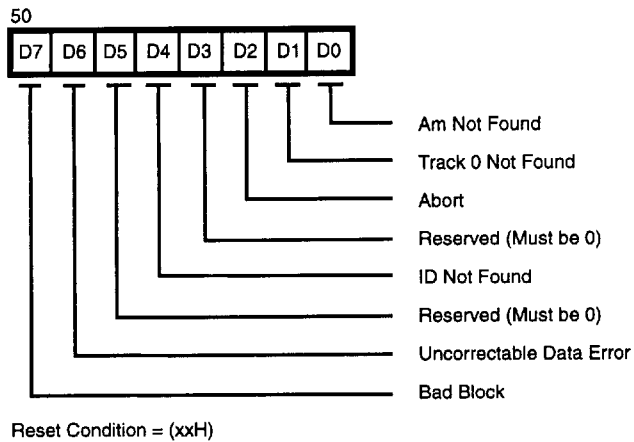 50
D7 D6 D5 D4 D3 D2 D1 D0
Am Not Found
Track 0 Not Found
Abort
Reserved (Must be 0)
ID Not Found
Reserved (Must be 0)
Uncorrectable Data Error
Bad Block
Reset Condition = (xxH)